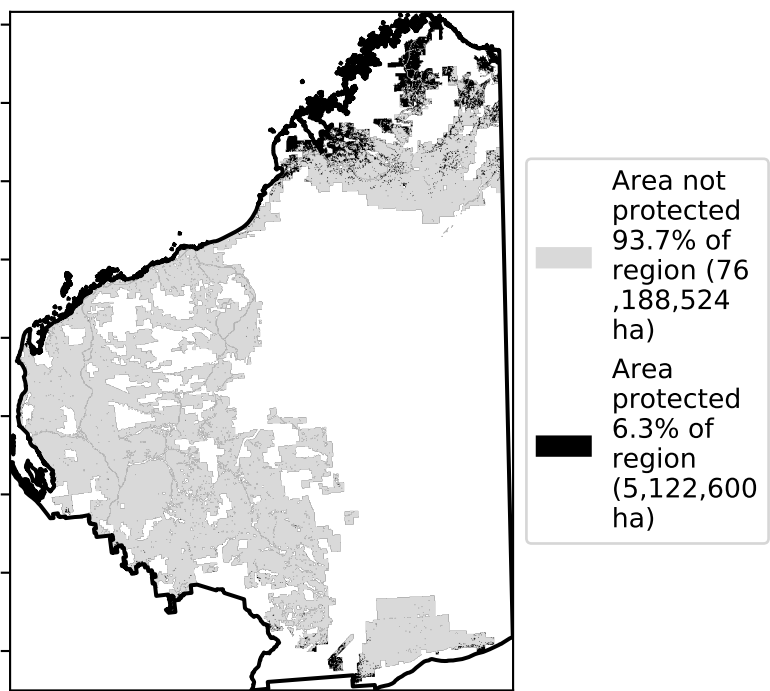 Area not
protected
93.7% of
region (76
,188,524
ha)
Area
protected
6.3% of
region
(5,122,600
ha)